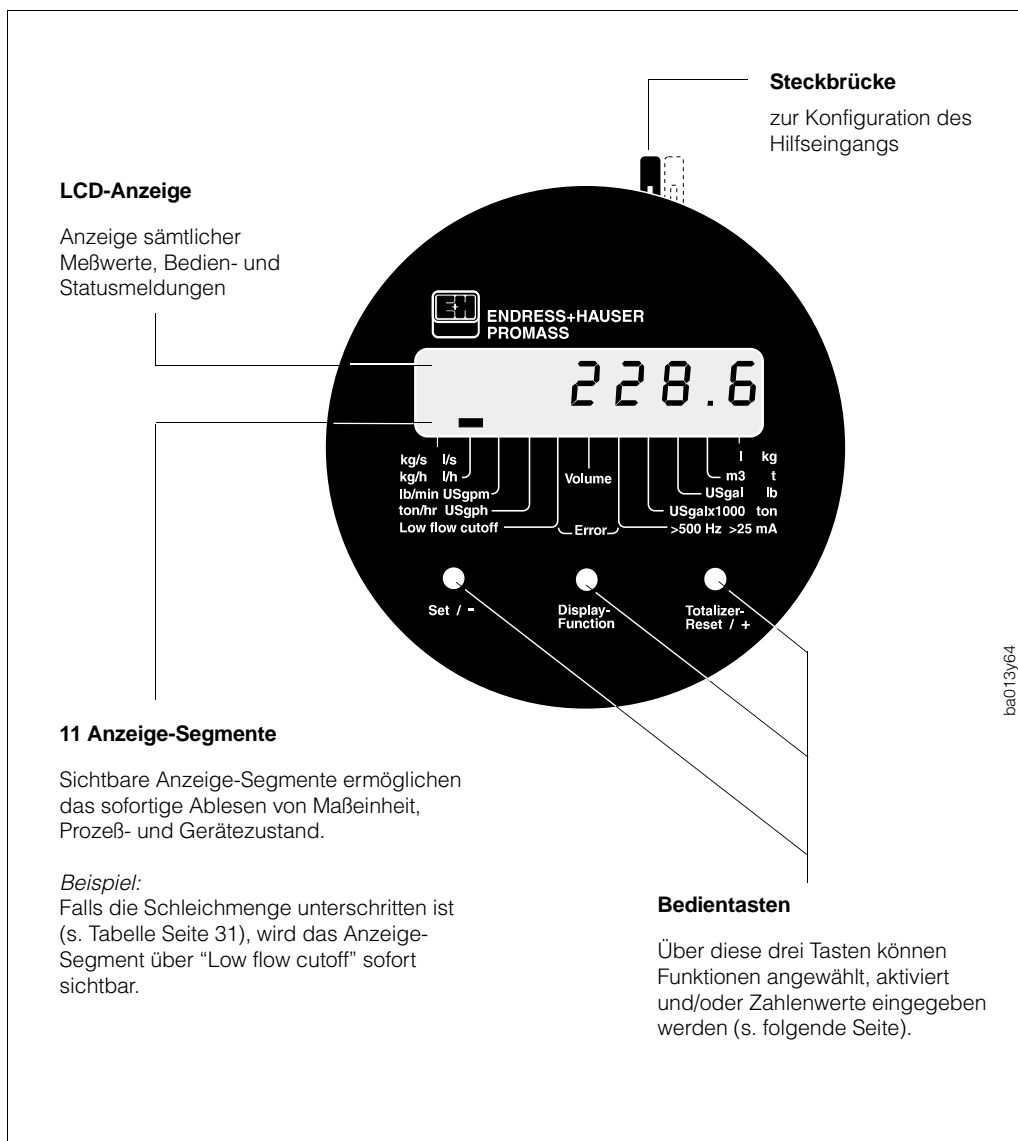 Steckbrücke
zur Konfiguration des
Hilfseingangs
LCD-Anzeige
Anzeige sämtlicher
Meßwerte, Bedien- und
Statusmeldungen
ENDRESS+HAUSER
PROMASS
228.6
kg/s l/s
kg/h l/h
lb/min USgpm
ton/hr USgph
Low flow cutoff
Volume
Error
l kg
m3 t
USgal lb
USgalx1000 ton
>500 Hz >25 mA
Set / -
Display-
Function
Totalizer-
Reset / +
ba013y64
11 Anzeige-Segmente
Sichtbare Anzeige-Segmente ermöglichen
das sofortige Ablesen von Maßeinheit,
Prozeß- und Gerätezustand.
Beispiel:
Falls die Schleichmenge unterschritten ist
(s. Tabelle Seite 31), wird das Anzeige-
Segment über “Low flow cutoff” sofort
sichtbar.
Bedientasten
Über diese drei Tasten können
Funktionen angewählt, aktiviert
und/oder Zahlenwerte eingegeben
werden (s. folgende Seite).